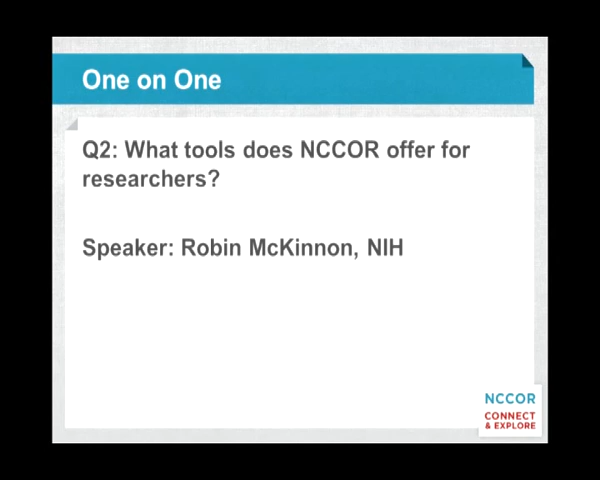 One on One
Q2: What tools does NCCOR offer for
researchers?
Speaker: Robin McKinnon, NIH
NCCOR
CONNECT
& EXPLORE